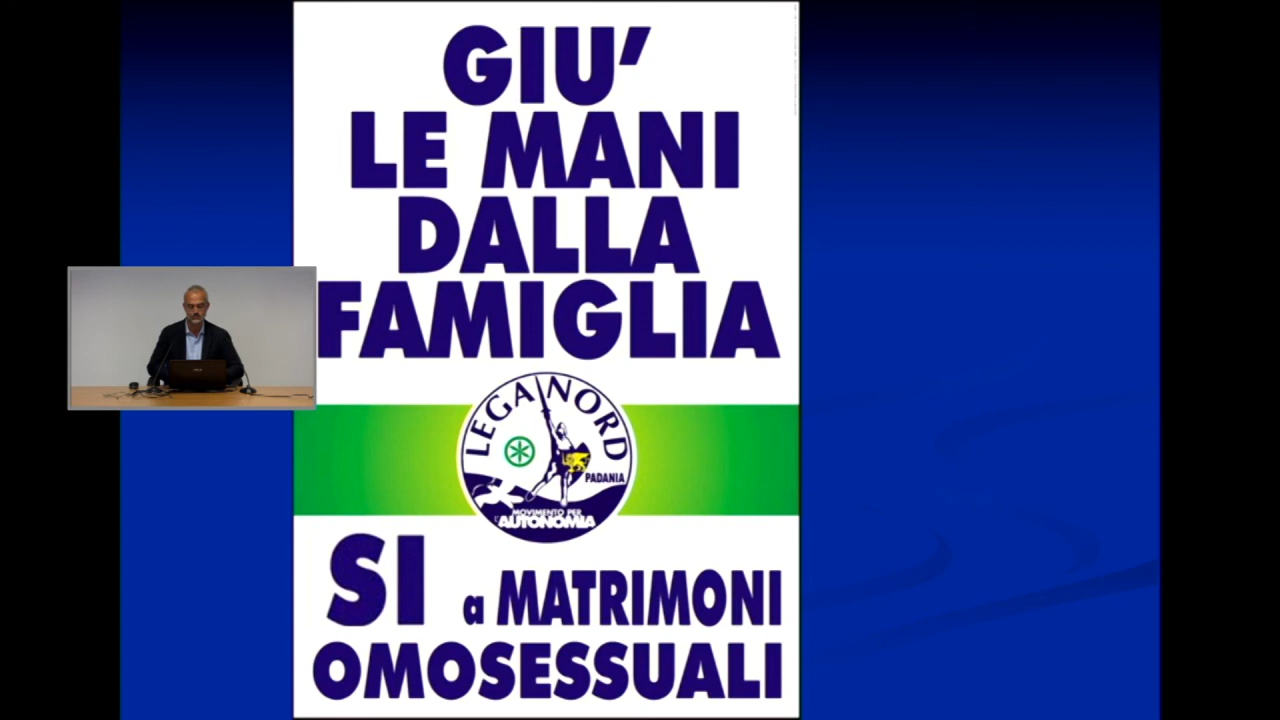 GIU’
LE MANI
DALLA
FAMIGLIA
LEGA NORD
PADANIA
MOVIMENTO PER
L'AUTONOMIA
SI a MATRIMONI
OMOSESSUALI